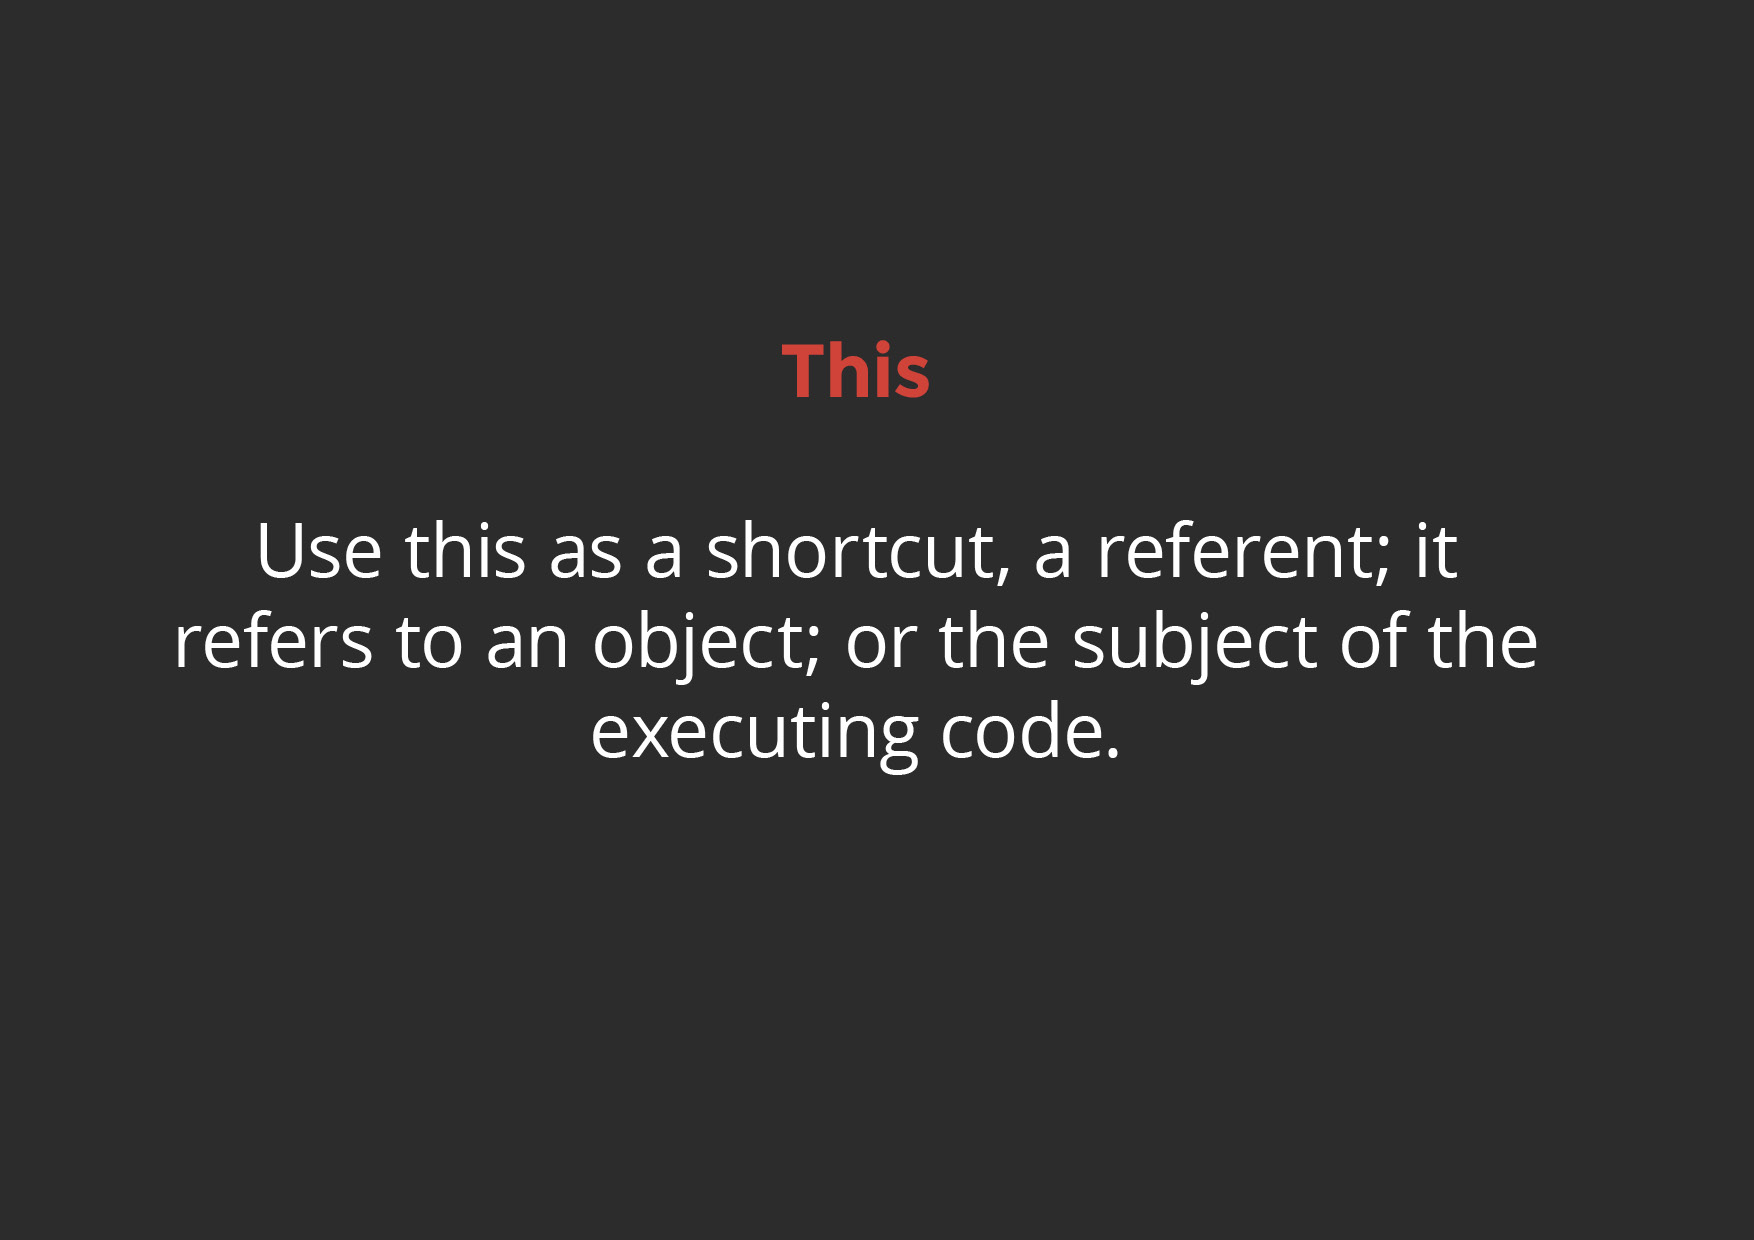 This
Use this as a shortcut, a referent; it
refers to an object; or the subject of the
executing code.